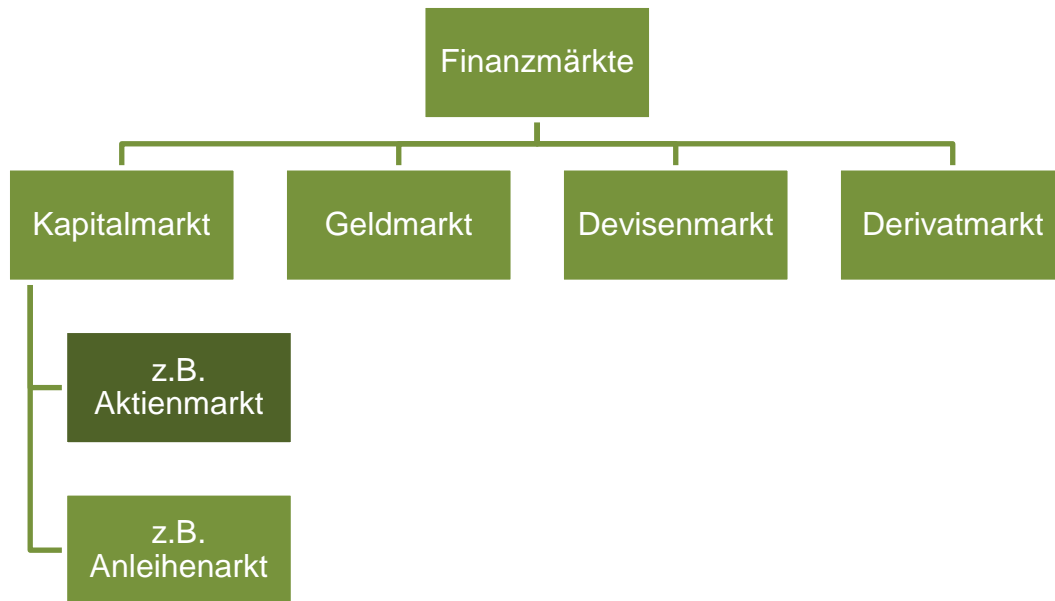 Finanzmärkte
Kapitalmarkt
Geldmarkt
Devisenmarkt
Derivatmarkt
z.B.
Aktienmarkt
z.B.
Anleihenarkt